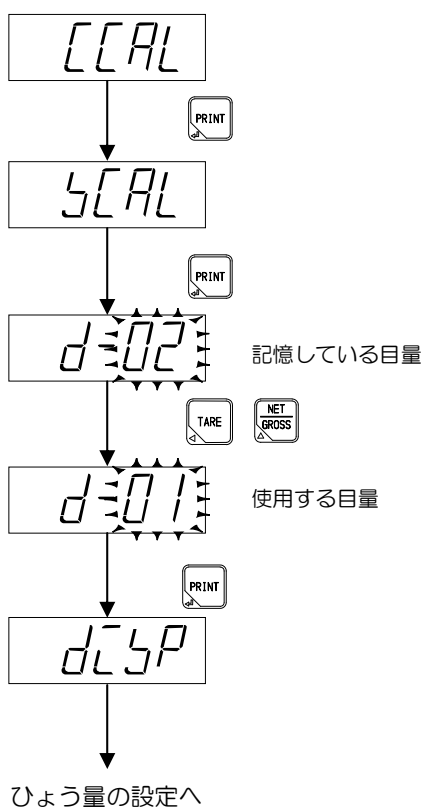 CCAL
PRINT
SCAL
PRINT
d-02
記憶している目量
TARE
NET
GROSS
d-01
使用する目量
PRINT
diSP
ひょう量の設定へ